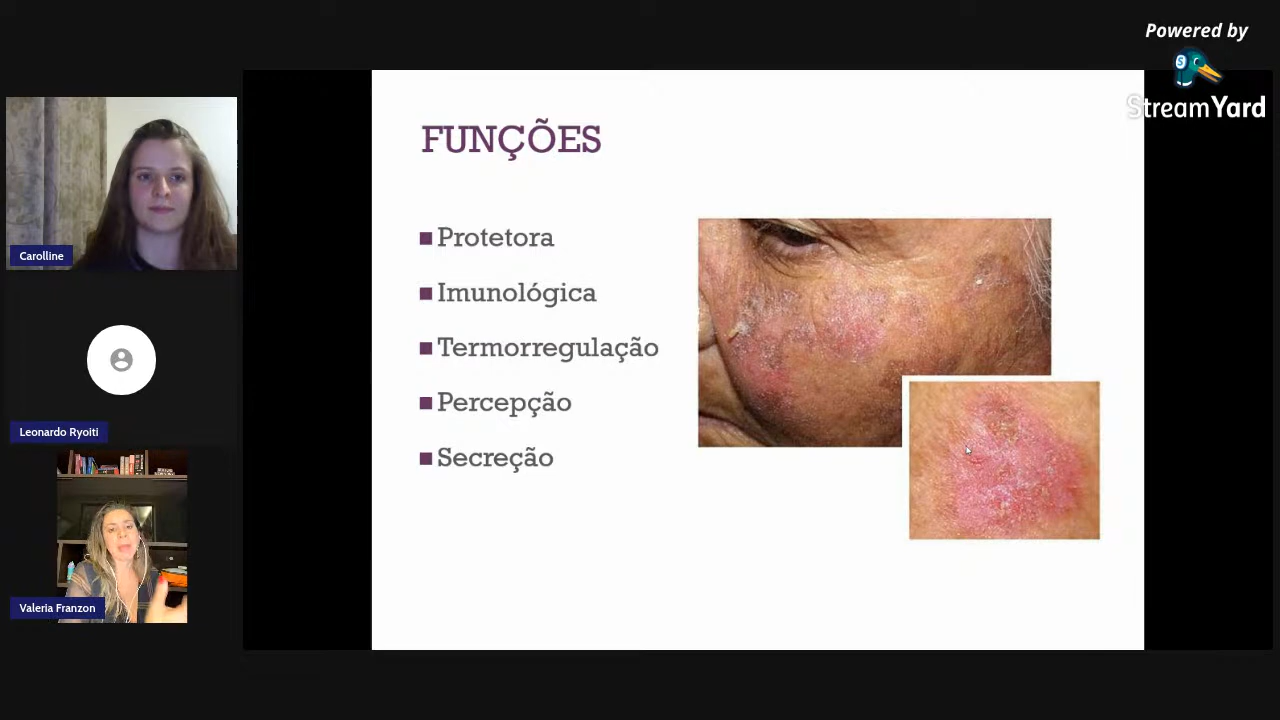 Powered by
StreamYard
FUNÇÕES
Protetora
Imunológica
Termorregulação
Percepção
Secreção
Carolline
Leonardo Ryoiti
Valeria Franzon